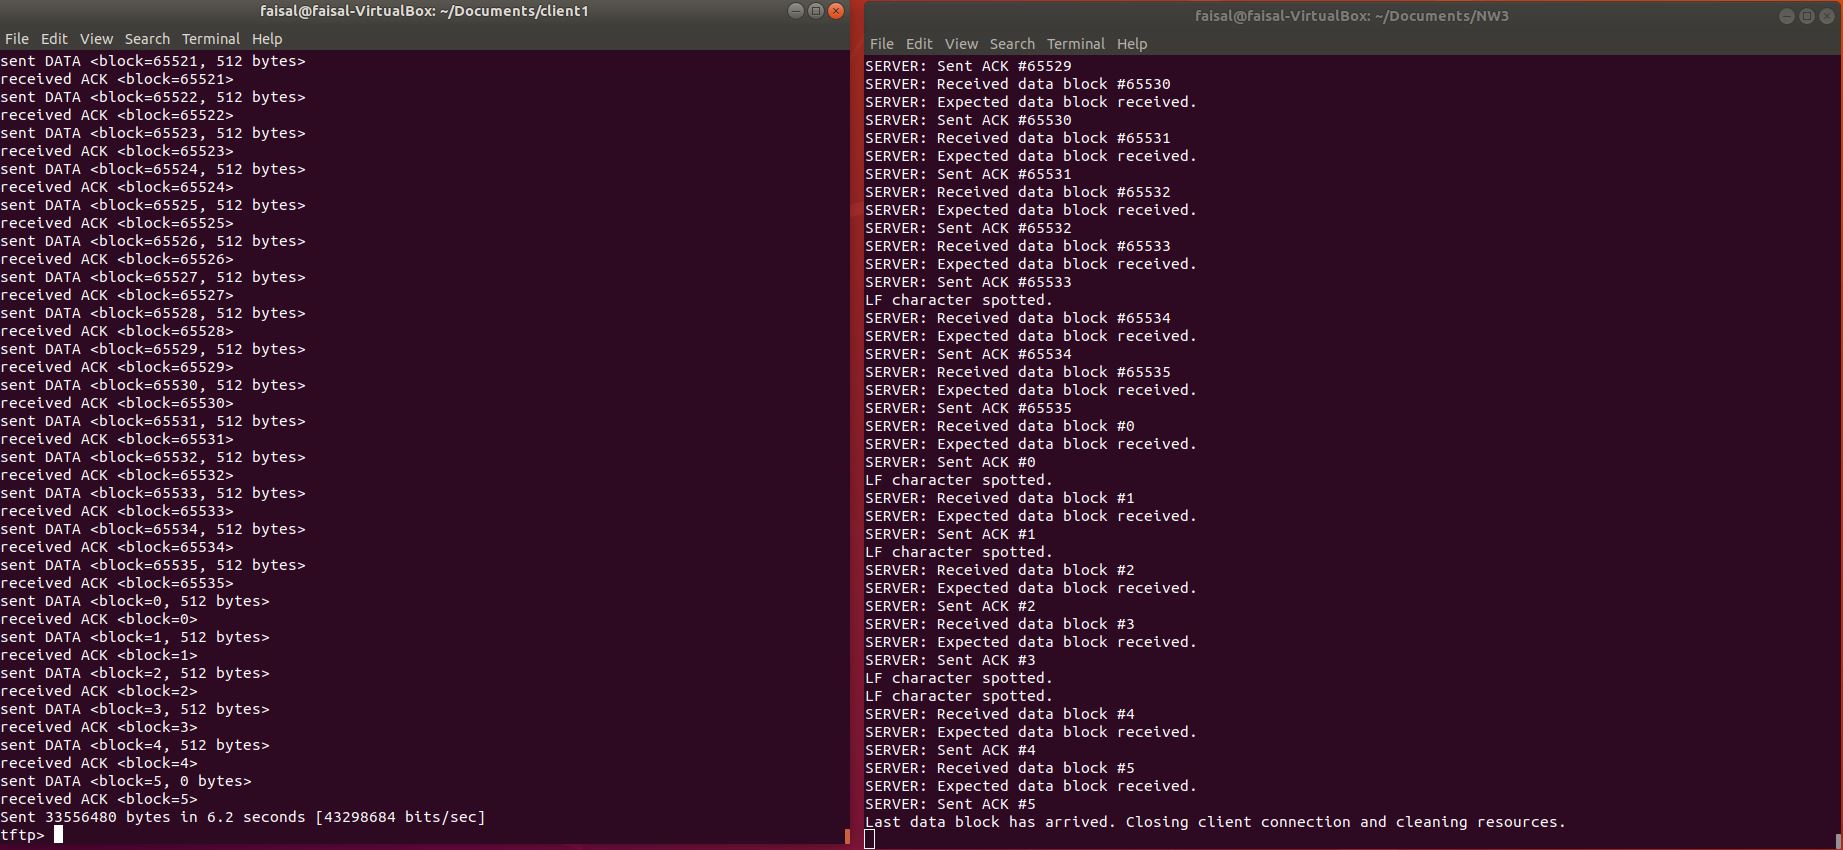 faisal@faisal-VirtualBox: ~/Documents/client1
File Edit View Search Terminal Help
sent DATA <block=65521, 512 bytes>
received ACK <block=65521>
sent DATA <block=65522, 512 bytes>
received ACK <block=65522>
sent DATA <block=65523, 512 bytes>
received ACK <block=65523>
sent DATA <block=65524, 512 bytes>
received ACK <block=65524>
sent DATA <block=65525, 512 bytes>
received ACK <block=65525>
sent DATA <block=65526, 512 bytes>
received ACK <block=65526>
sent DATA <block=65527, 512 bytes>
received ACK <block=65527>
sent DATA <block=65528, 512 bytes>
received ACK <block=65528>
sent DATA <block=65529, 512 bytes>
received ACK <block=65529>
sent DATA <block=65530, 512 bytes>
received ACK <block=65530>
sent DATA <block=65531, 512 bytes>
received ACK <block=65531>
sent DATA <block=65532, 512 bytes>
received ACK <block=65532>
sent DATA <block=65533, 512 bytes>
received ACK <block=65533>
sent DATA <block=65534, 512 bytes>
received ACK <block=65534>
sent DATA <block=65535, 512 bytes>
received ACK <block=65535>
sent DATA <block=0, 512 bytes>
received ACK <block=0>
sent DATA <block=1, 512 bytes>
received ACK <block=1>
sent DATA <block=2, 512 bytes>
received ACK <block=2>
sent DATA <block=3, 512 bytes>
received ACK <block=3>
sent DATA <block=4, 512 bytes>
received ACK <block=4>
sent DATA <block=5, 0 bytes>
received ACK <block=5>
Sent 33556480 bytes in 6.2 seconds [43298684 bits/sec]
tftp>
faisal@faisal-VirtualBox: ~/Documents/NW3
File Edit View Search Terminal Help
SERVER: Sent ACK #65529
SERVER: Received data block #65530
SERVER: Expected data block received.
SERVER: Sent ACK #65530
SERVER: Received data block #65531
SERVER: Expected data block received.
SERVER: Sent ACK #65531
SERVER: Received data block #65532
SERVER: Expected data block received.
SERVER: Sent ACK #65532
SERVER: Received data block #65533
SERVER: Expected data block received.
SERVER: Sent ACK #65533
LF character spotted.
SERVER: Received data block #65534
SERVER: Expected data block received.
SERVER: Sent ACK #65534
SERVER: Received data block #65535
SERVER: Expected data block received.
SERVER: Sent ACK #65535
SERVER: Received data block #0
SERVER: Expected data block received.
SERVER: Sent ACK #0
LF character spotted.
SERVER: Received data block #1
SERVER: Expected data block received.
SERVER: Sent ACK #1
LF character spotted.
SERVER: Received data block #2
SERVER: Expected data block received.
SERVER: Sent ACK #2
SERVER: Received data block #3
SERVER: Expected data block received.
SERVER: Sent ACK #3
LF character spotted.
LF character spotted.
SERVER: Received data block #4
SERVER: Expected data block received.
SERVER: Sent ACK #4
SERVER: Received data block #5
SERVER: Expected data block received.
SERVER: Sent ACK #5
Last data block has arrived. Closing client connection and cleaning resources.